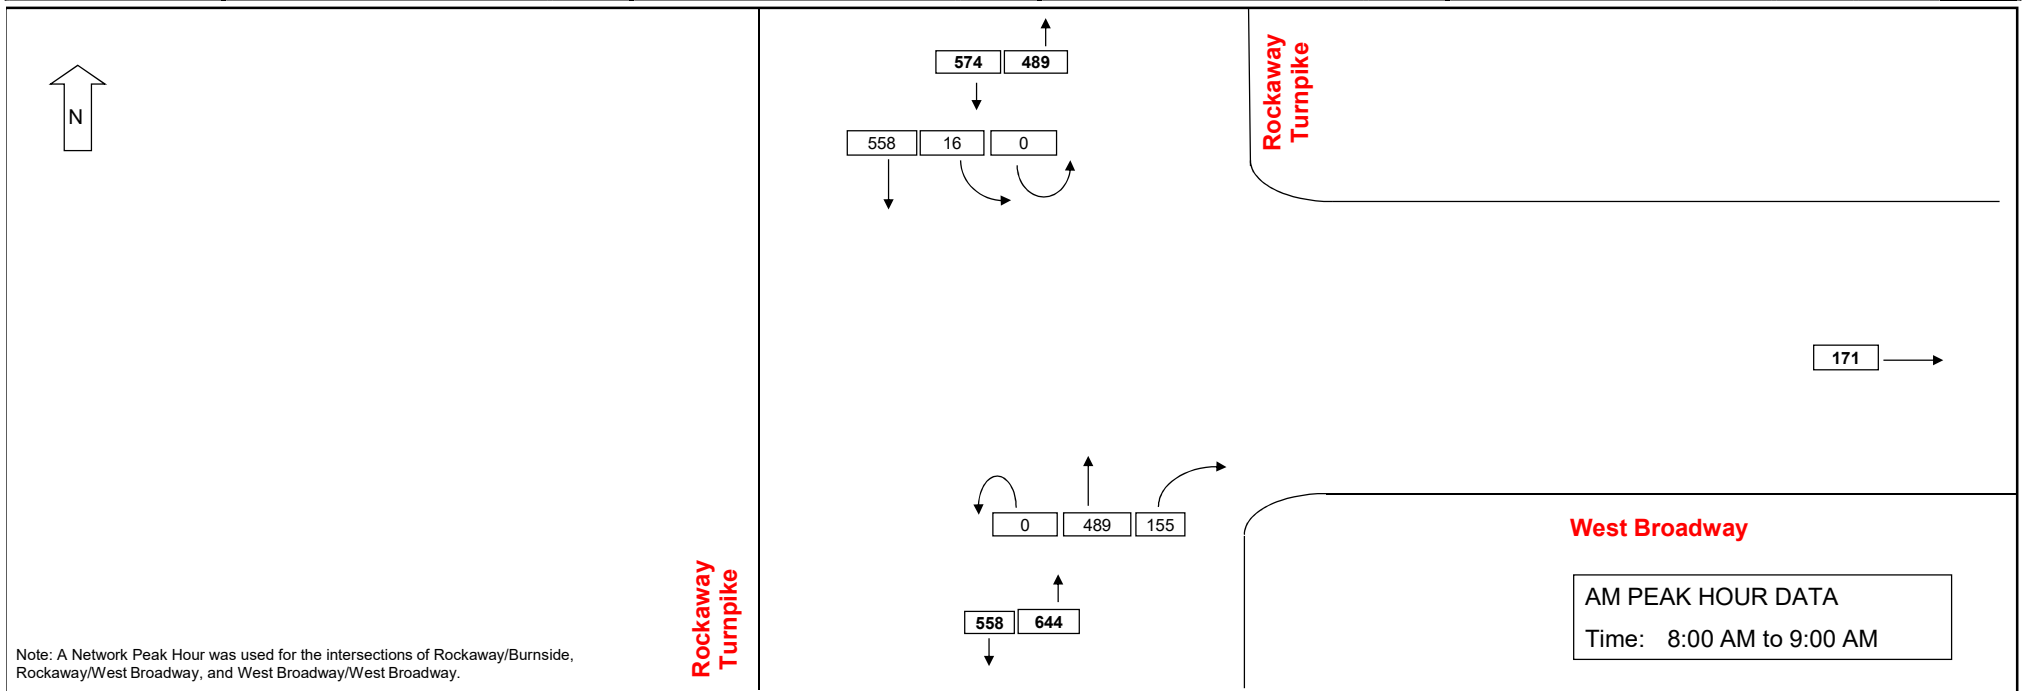 574 489
N
558 16 0
Rockaway
Turnpike
171
0 489 155
West Broadway
558 644
Rockaway
Turnpike
AM PEAK HOUR DATA
Time: 8:00 AM to 9:00 AM
Note: A Network Peak Hour was used for the intersections of Rockaway/Burnside,
Rockaway/West Broadway, and West Broadway/West Broadway.